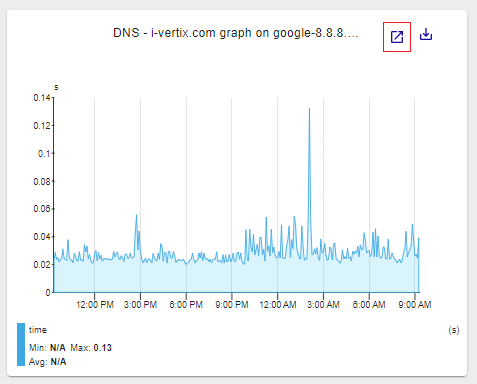 DNS - i-vertix.com graph on google-8.8.8....
s
0.14
0.12
0.1
0.08
0.06
0.04
0.02
0
12:00 PM 3:00 PM 6:00 PM 9:00 PM 12:00 AM 3:00 AM 6:00 AM 9:00 AM
time (s)
Min: N/A Max: 0.13
Avg: N/A